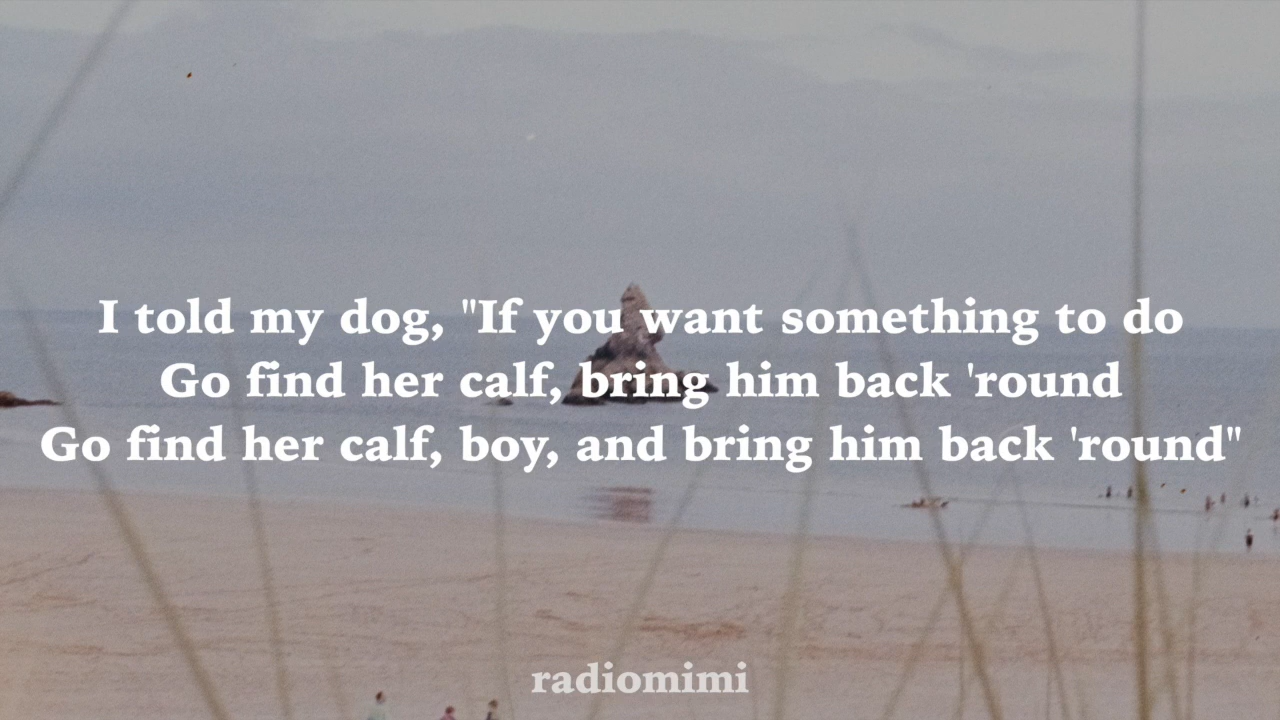 I told my dog, "If you want something to do
Go find her calf, bring him back 'round
Go find her calf, boy, and bring him back 'round"
radiomimi